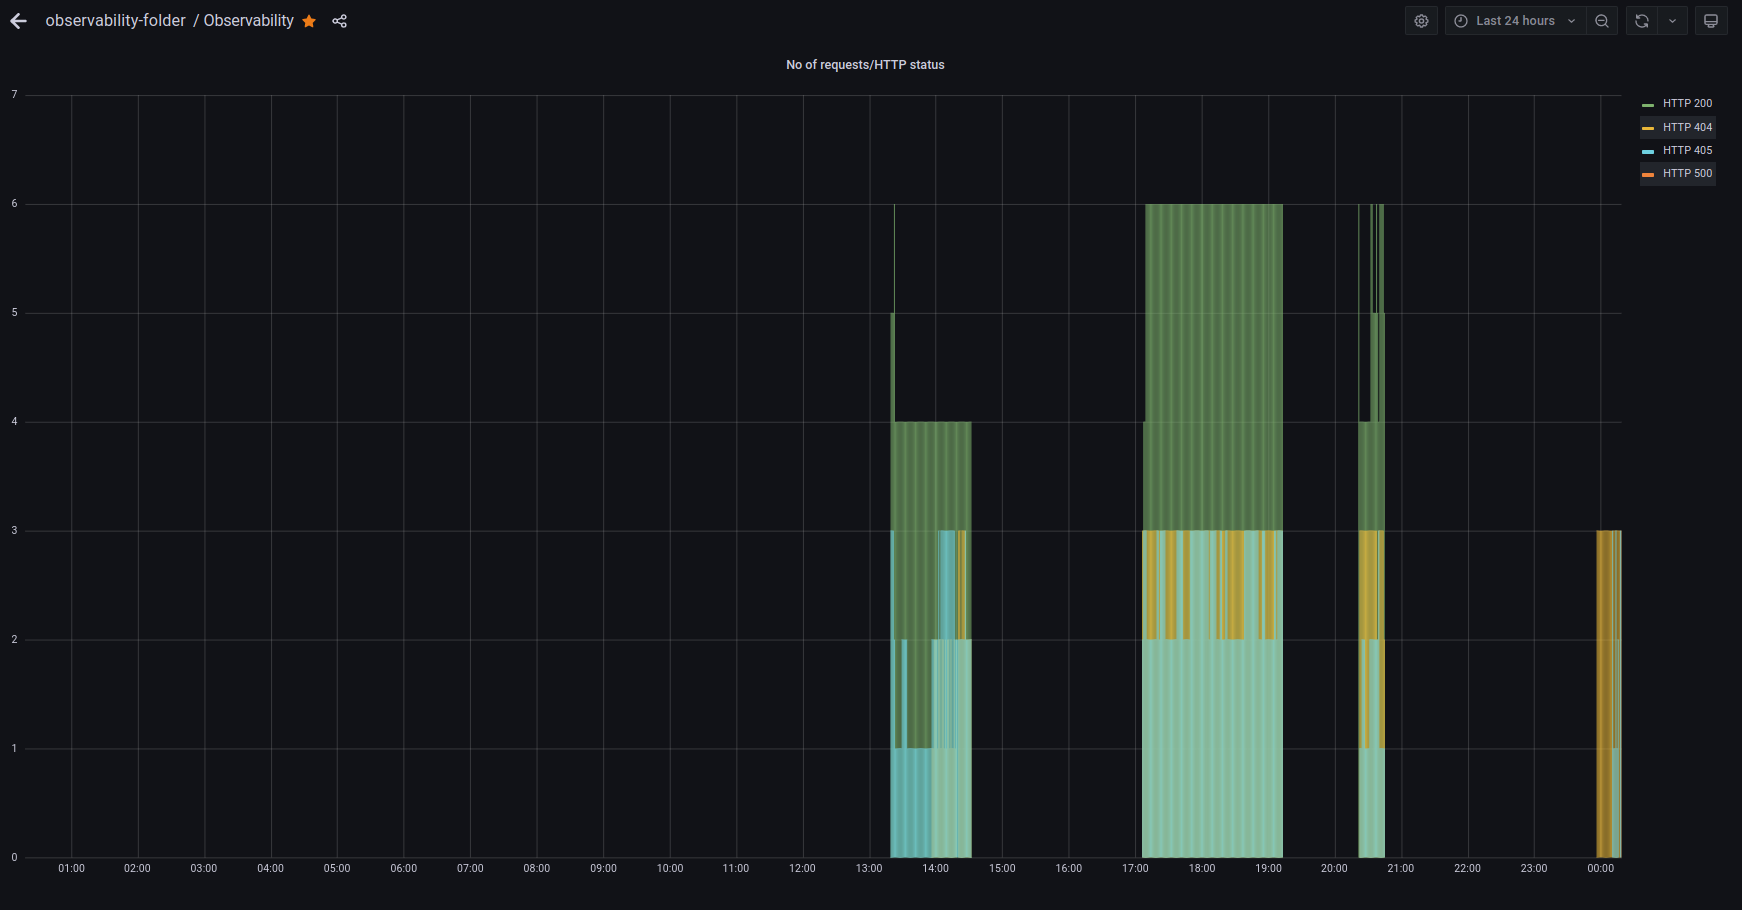 observability-folder / Observability
Last 24 hours
No of requests/HTTP status
7
6
5
4
3
2
1
0
01:00 02:00 03:00 04:00 05:00 06:00 07:00 08:00 09:00 10:00 11:00 12:00 13:00 14:00 15:00 16:00 17:00 18:00 19:00 20:00 21:00 22:00 23:00 00:00
HTTP 200
HTTP 404
HTTP 405
HTTP 500